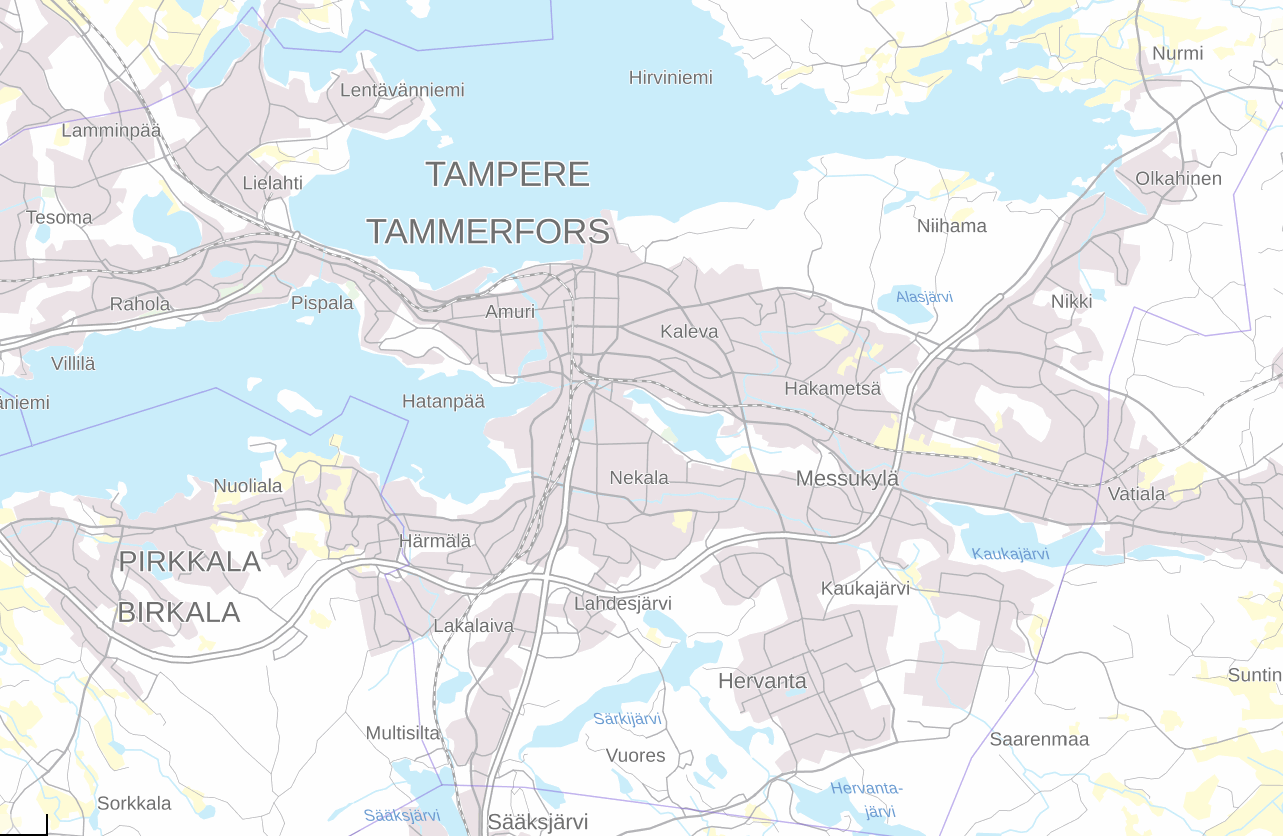 Nurmi
Hirviniemi
Lentävänniemi
Lamminpää
TAMPERE
Lielahti
Olkahinen
Tesoma
Niihama
TAMMERFORS
Alasjärvi
Rahola
Pispala
Nikki
Amuri
Kaleva
Villilä
Hakametsä
äniemi
Hatanpää
Nekala
Messukylä
Nuoliala
Vatiala
Härmälä
Kaukajärvi
PIRKKALA
Kaukajärvi
Lahdesjärvi
BIRKALA
Lakalaiva
Suntin
Hervanta
Särkijärvi
Multisilta
Saarenmaa
Vuores
Hervanta-
järvi
Sorkkala
Sääksjärvi
Sääksjärvi